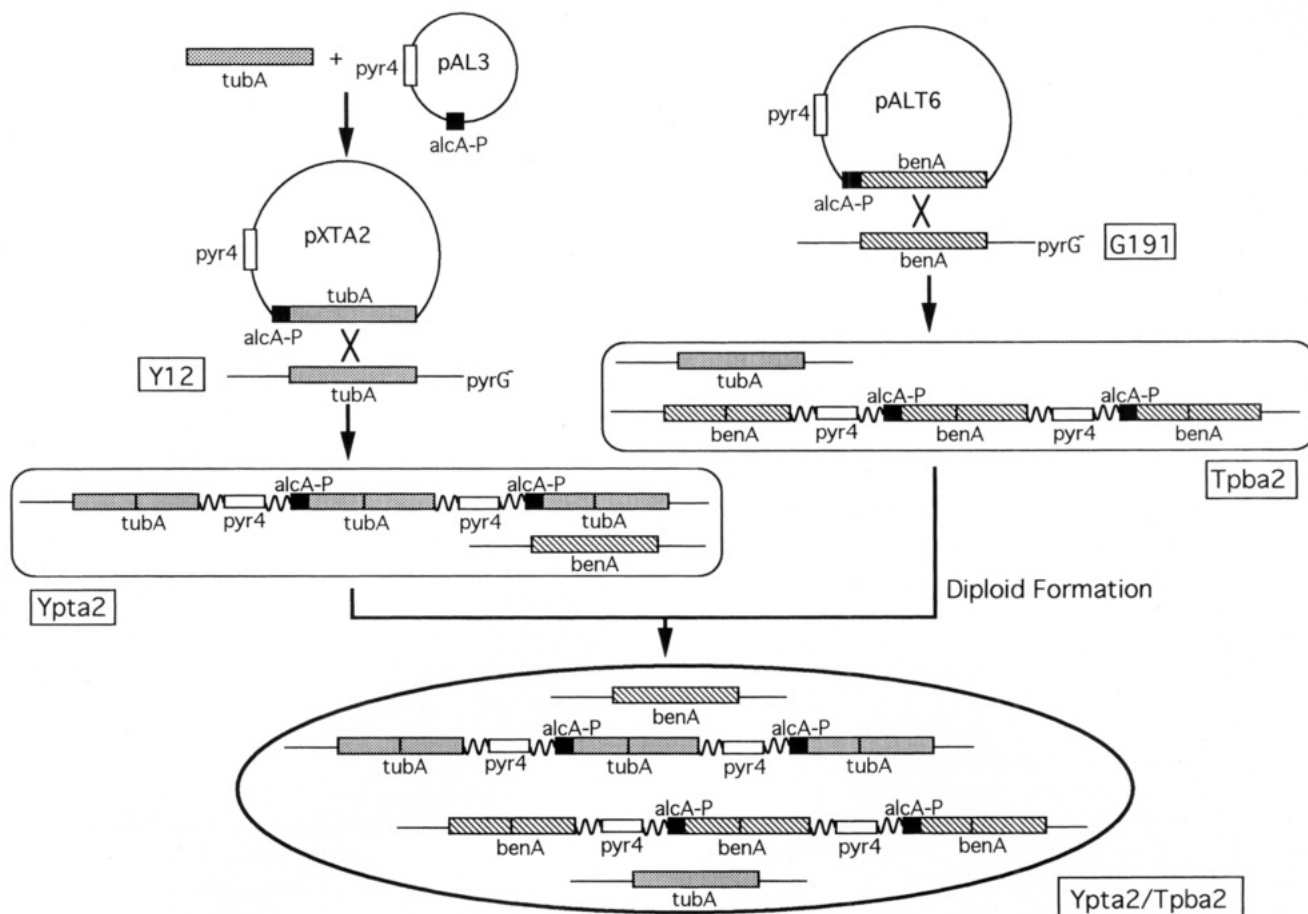 tubA
+
pyr4
pAL3
alcA-P
pXTA2
pyr4
tubA
alcA-P
X
Y12
tubA
pyrG-
pALT6
pyr4
benA
alcA-P
X
benA
pyrG-
G191
tubA
alcA-P
alcA-P
benA
pyr4
benA
pyr4
benA
Tpba2
alcA-P
alcA-P
tubA
pyr4
tubA
pyr4
tubA
benA
Ypta2
Diploid Formation
benA
alcA-P
alcA-P
tubA
pyr4
tubA
pyr4
tubA
alcA-P
alcA-P
benA
pyr4
benA
pyr4
benA
tubA
Ypta2/Tpba2